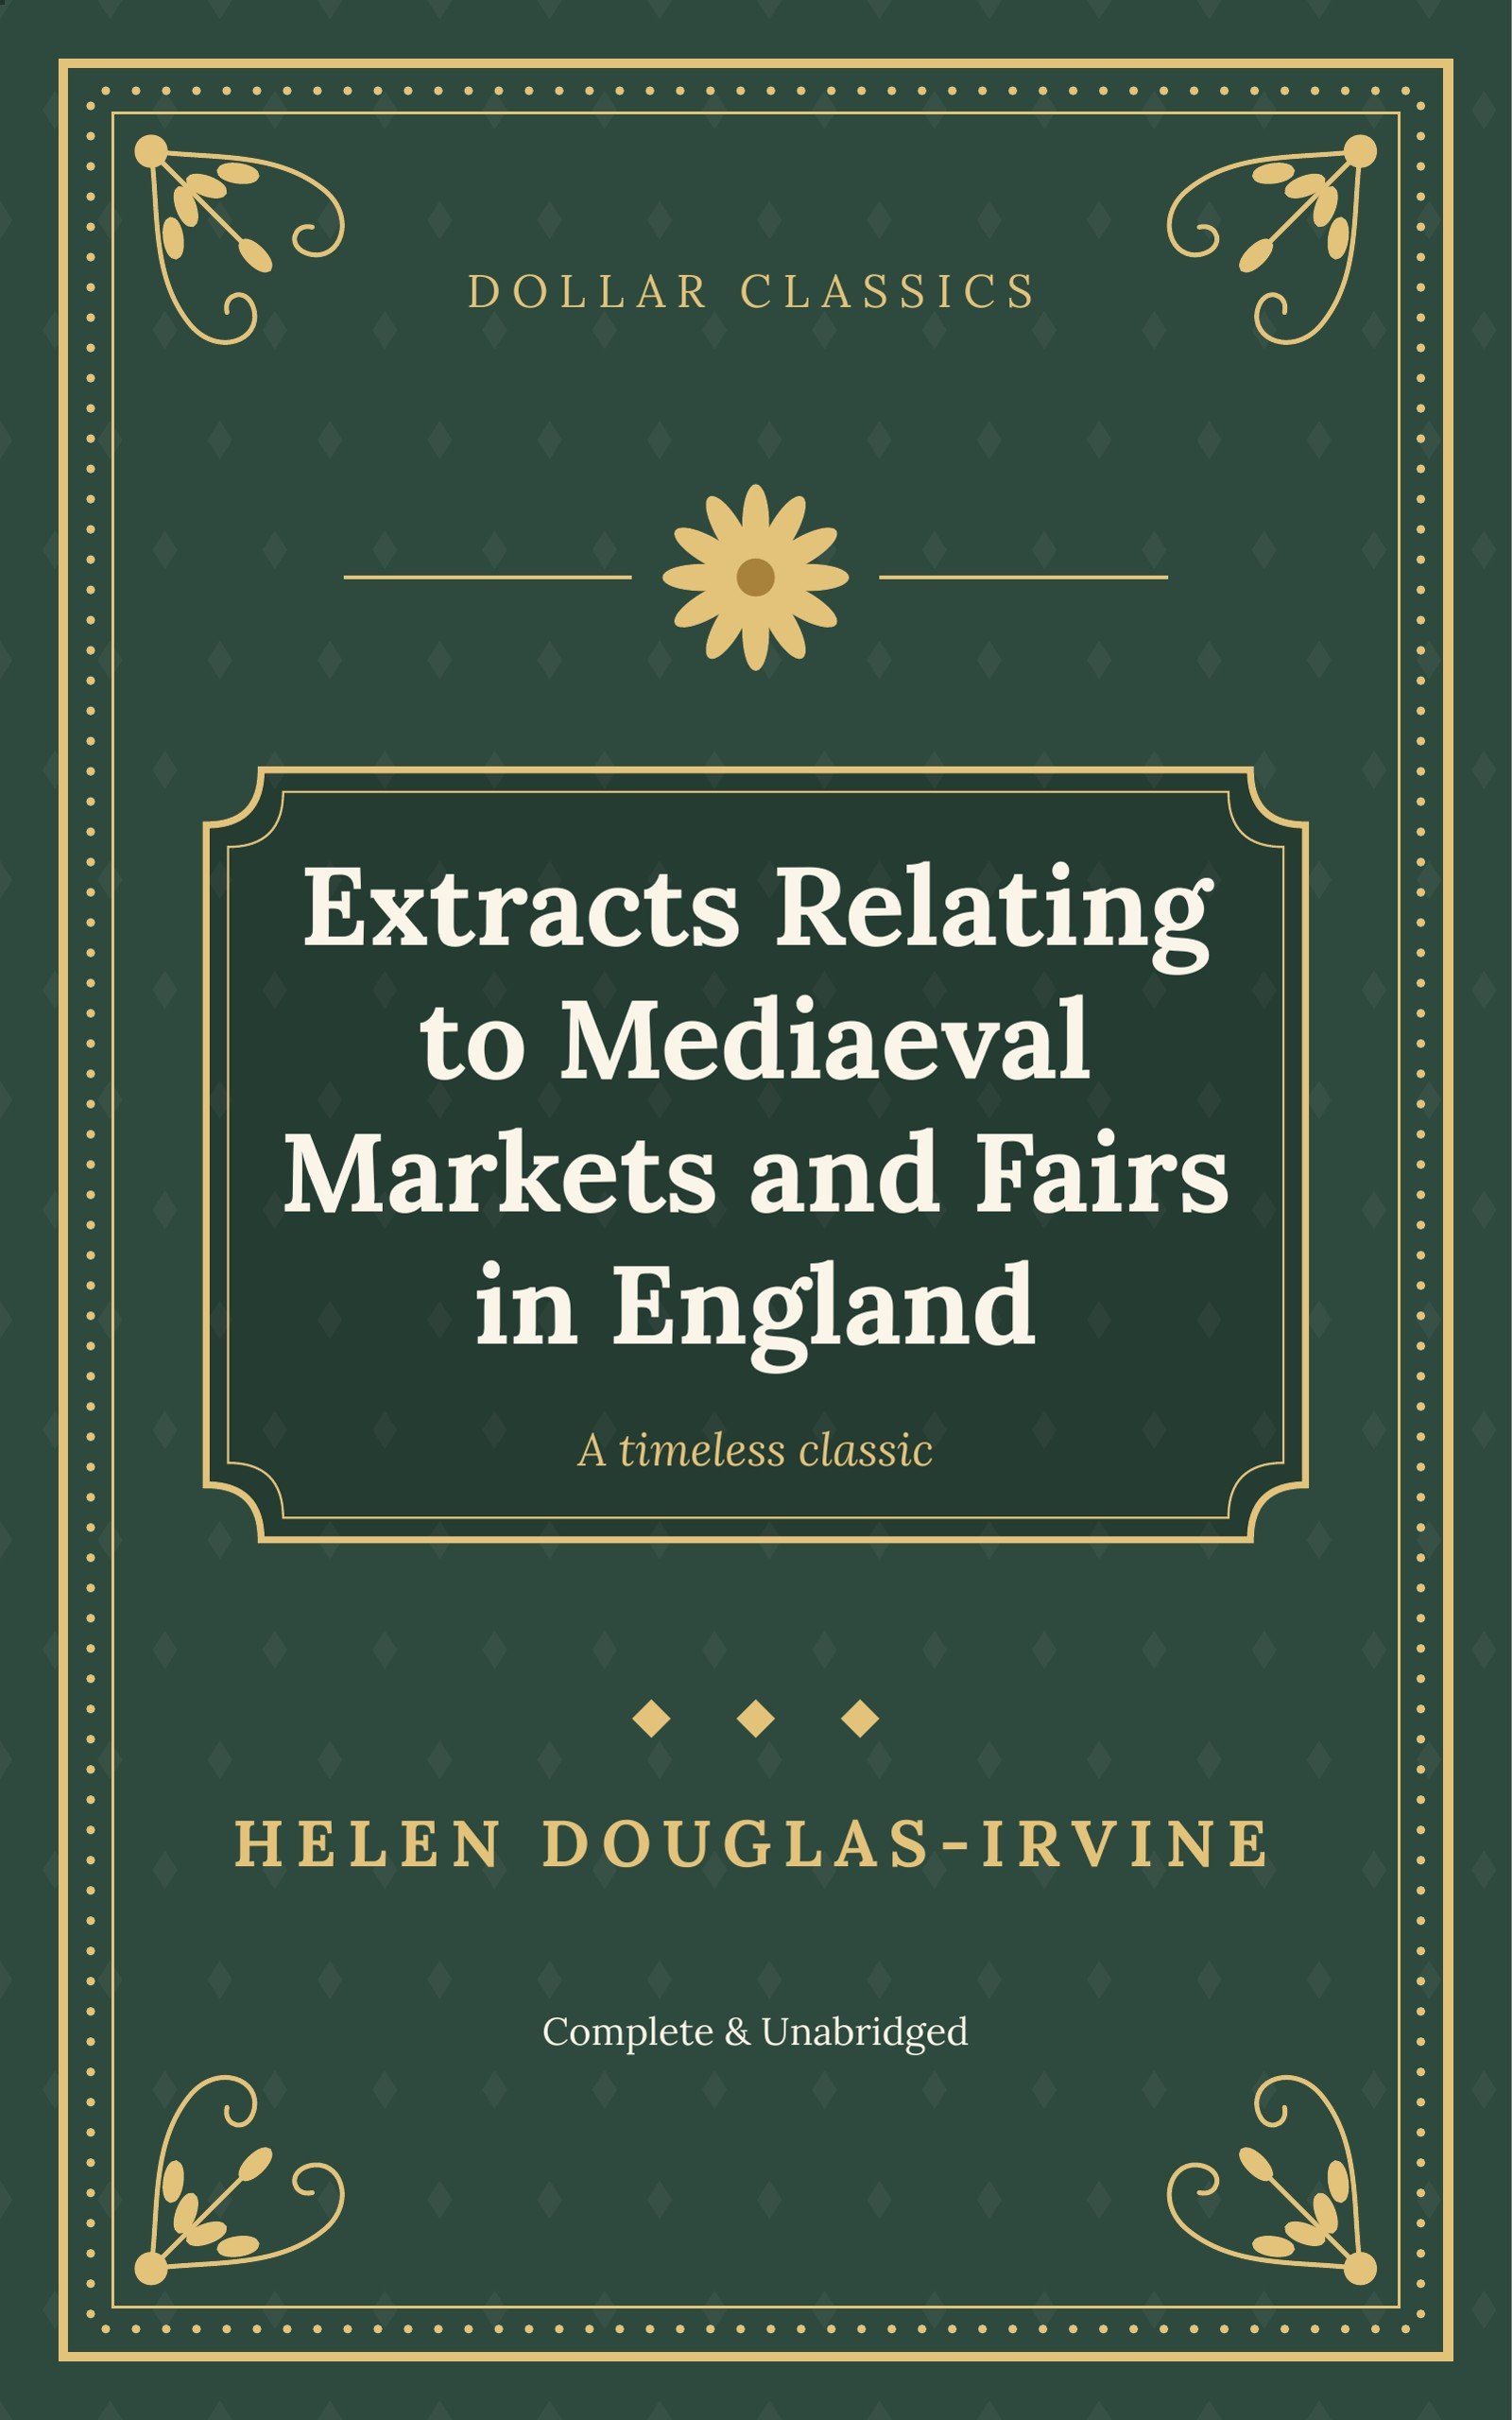 DOLLAR CLASSICS
Extracts Relating
to Mediaeval
Markets and Fairs
in England
A timeless classic
HELEN DOUGLAS-IRVINE
Complete & Unabridged